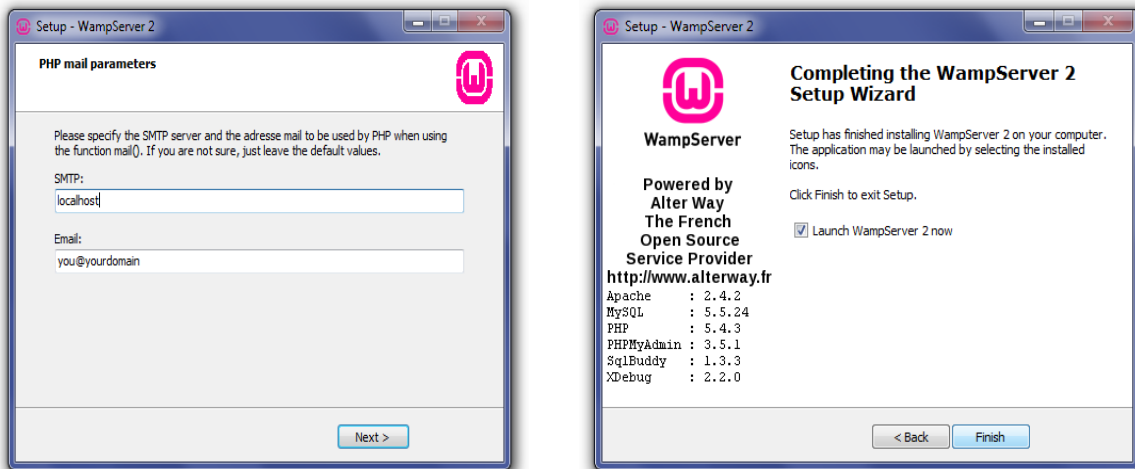 Setup - WampServer 2
PHP mail parameters
Please specify the SMTP server and the adresse mail to be used by PHP when using
the function mail(). If you are not sure, just leave the default values.
SMTP:
localhost
Email:
you@yourdomain
Next >
Setup - WampServer 2
WampServer
Powered by
Alter Way
The French
Open Source
Service Provider
http://www.alterway.fr
Apache : 2.4.2
MySQL : 5.5.24
PHP : 5.4.3
PHPMyAdmin : 3.5.1
SqlBuddy : 1.3.3
XDebug : 2.2.0
Completing the WampServer 2
Setup Wizard
Setup has finished installing WampServer 2 on your computer.
The application may be launched by selecting the installed
icons.
Click Finish to exit Setup.
Launch WampServer 2 now
< Back
Finish